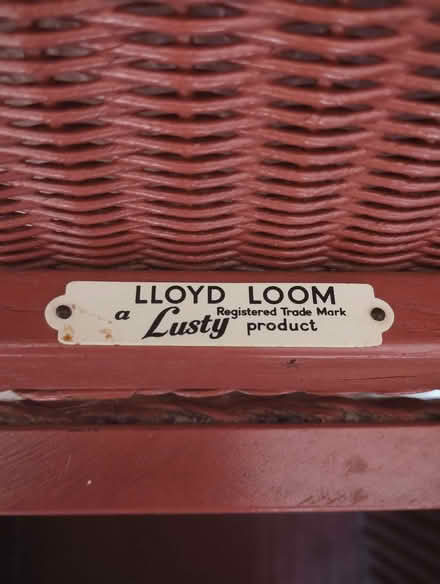 LLOYD LOOM
Registered Trade Mark
a Lusty product